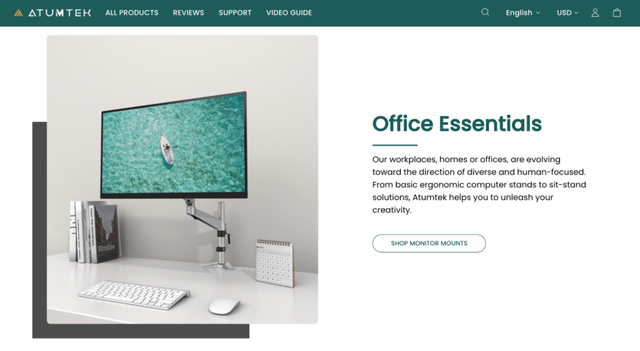 ATUMTEK
ALL PRODUCTS
REVIEWS
SUPPORT
VIDEO GUIDE
English
USD
Office Essentials
Our workplaces, homes or offices, are evolving
toward the direction of diverse and human-focused.
From basic ergonomic computer stands to sit-stand
solutions, Atumtek helps you to unleash your
creativity.
SHOP MONITOR MOUNTS
Windows